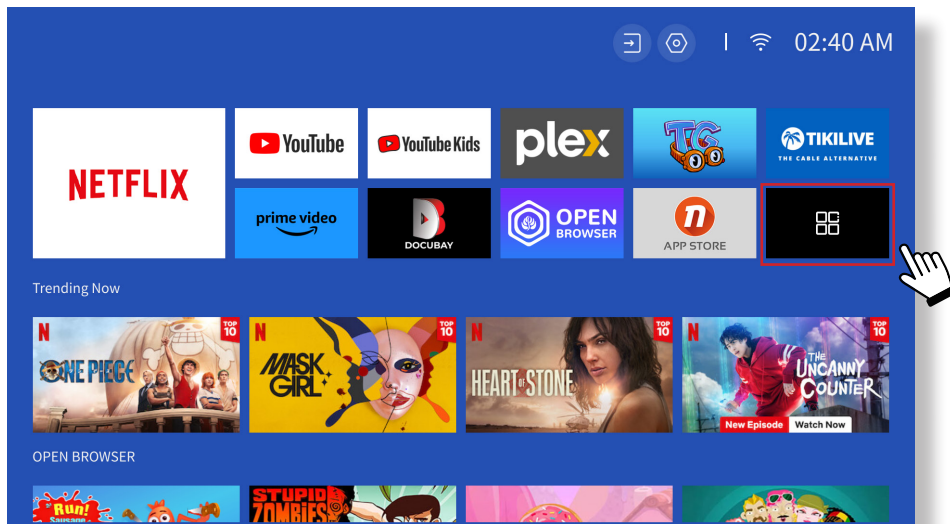 02:40 AM
NETFLIX
YouTube
YouTube Kids
plex
TG
TIKILIVE
THE CABLE ALTERNATIVE
prime video
DOCUBAY
OPEN
BROWSER
n
APP STORE
Trending Now
N
TOP
10
ONE PIECE
N
TOP
10
MASK
GIRL
N
TOP
10
HEART OF STONE
N
TOP
10
THE
UNCANNY
COUNTER
New Episode
Watch Now
OPEN BROWSER
Run!
Sausage
STUPID
ZOMBIES